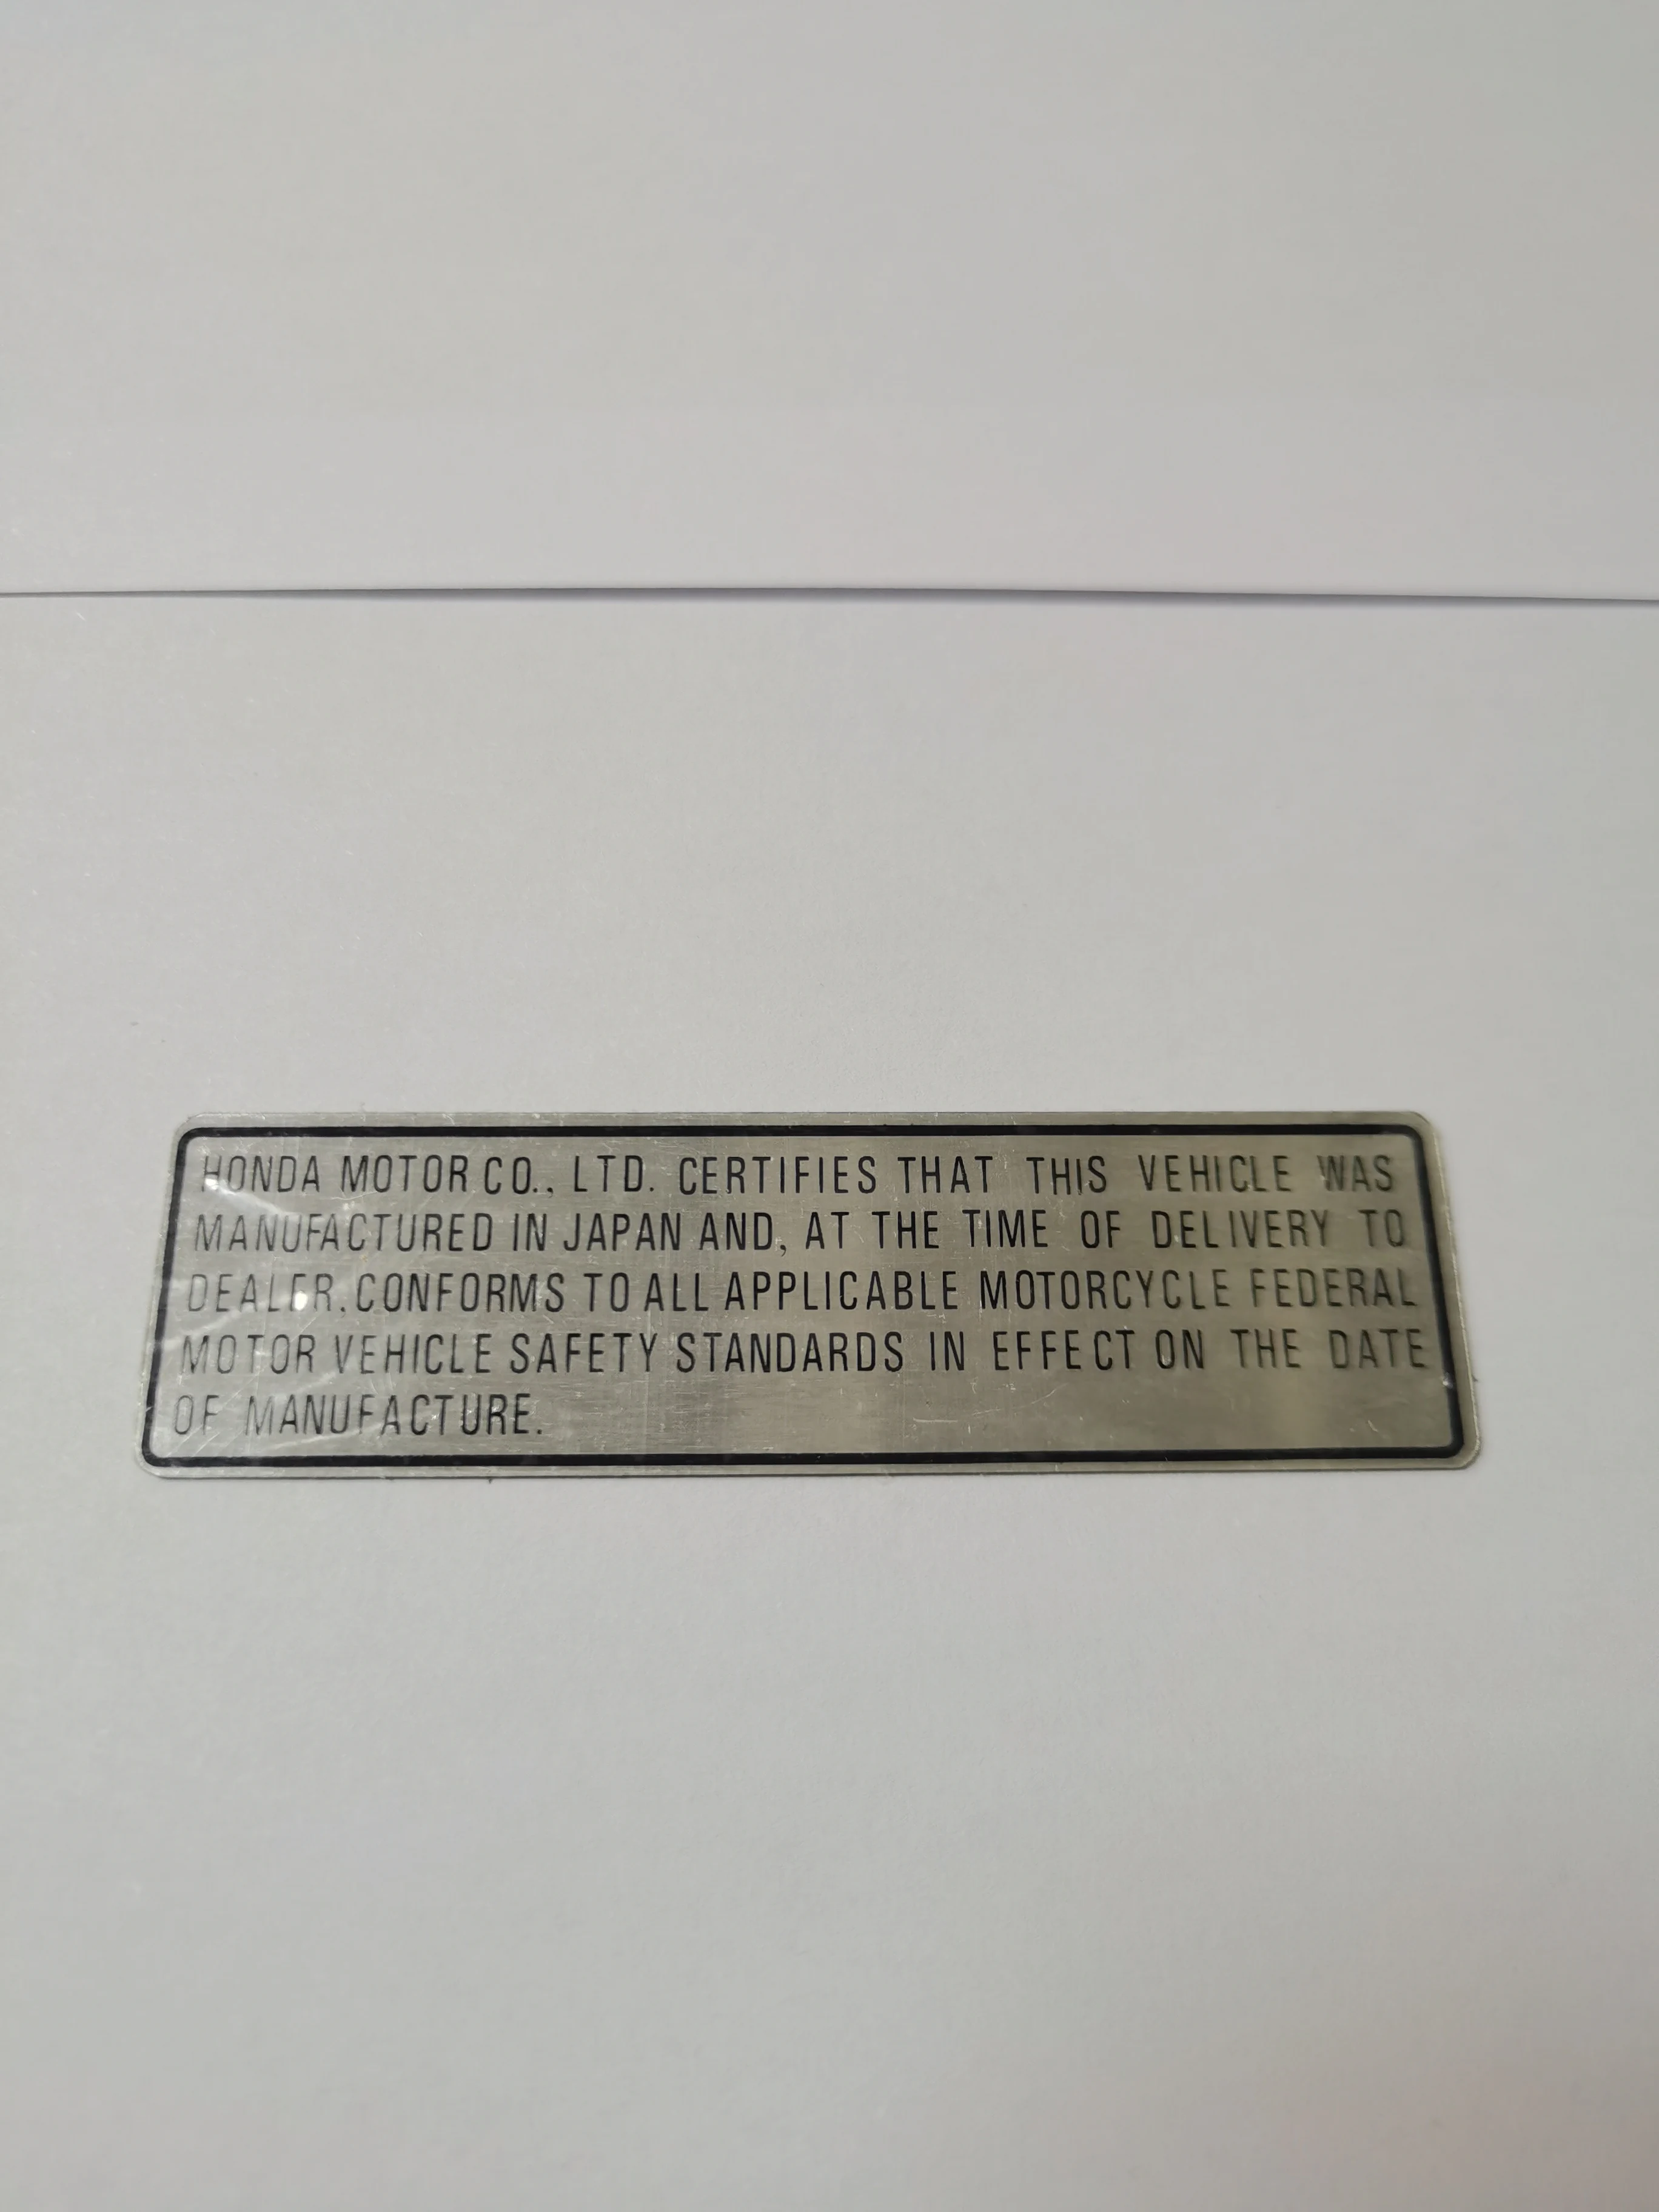 HONDA MOTOR CO., LTD. CERTIFIES THAT THIS VEHICLE WAS
MANUFACTURED IN JAPAN AND, AT THE TIME OF DELIVERY TO
DEALER, CONFORMS TO ALL APPLICABLE MOTORCYCLE FEDERAL
MOTOR VEHICLE SAFETY STANDARDS IN EFFECT ON THE DATE
OF MANUFACTURE.